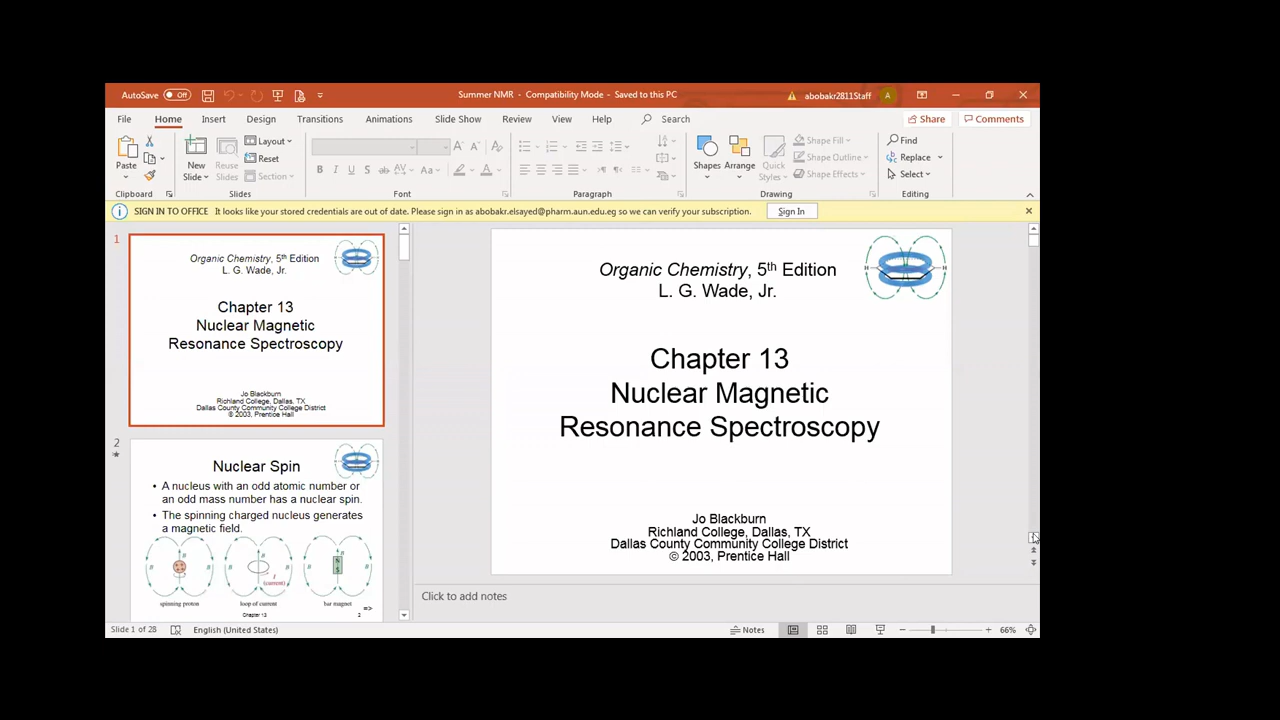 AutoSave Off
Summer NMR - Compatibility Mode - Saved to this PC
abobakr2811Staff A
File Home Insert Design Transitions Animations Slide Show Review View Help Search
Share Comments
Paste
New Slide
Reuse Slides
Layout
Reset
Section
B I U S ab AV Aa A
Shapes
Arrange
Quick Styles
Shape Fill
Shape Outline
Shape Effects
Find
Replace
Select
Clipboard Slides Font Paragraph Drawing Editing
SIGN IN TO OFFICE It looks like your stored credentials are out of date. Please sign in as abobakr.elsayed@pharm.aun.edu.eg so we can verify your subscription. Sign In
1
Organic Chemistry, 5th Edition
L. G. Wade, Jr.
Chapter 13
Nuclear Magnetic
Resonance Spectroscopy
Jo Blackburn
Richland College, Dallas, TX
Dallas County Community College District
© 2003, Prentice Hall
2
Nuclear Spin
• A nucleus with an odd atomic number or
an odd mass number has a nuclear spin.
• The spinning charged nucleus generates
a magnetic field.
B B B
B B B B B B
I
(current)
spinning proton loop of current bar magnet
=>
Chapter 13 2
Organic Chemistry, 5th Edition
L. G. Wade, Jr.
H H
Chapter 13
Nuclear Magnetic
Resonance Spectroscopy
Jo Blackburn
Richland College, Dallas, TX
Dallas County Community College District
© 2003, Prentice Hall
Click to add notes
Slide 1 of 28 English (United States) Notes 66%